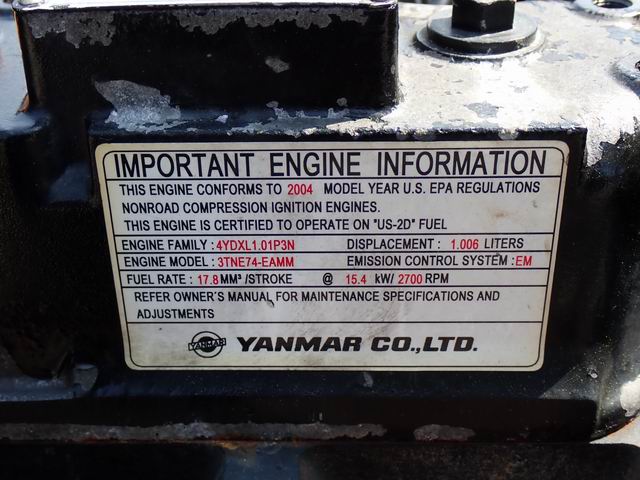 IMPORTANT ENGINE INFORMATION
THIS ENGINE CONFORMS TO 2004 MODEL YEAR U.S. EPA REGULATIONS
NONROAD COMPRESSION IGNITION ENGINES.
THIS ENGINE IS CERTIFIED TO OPERATE ON "US-2D" FUEL
ENGINE FAMILY : 4YDXL1.01P3N DISPLACEMENT : 1.006 LITERS
ENGINE MODEL : 3TNE74-EAMM EMISSION CONTROL SYSTEM : EM
FUEL RATE : 17.8 MM³ /STROKE @ 15.4 kW/ 2700 RPM
REFER OWNER'S MANUAL FOR MAINTENANCE SPECIFICATIONS AND
ADJUSTMENTS
YANMAR YANMAR CO.,LTD.